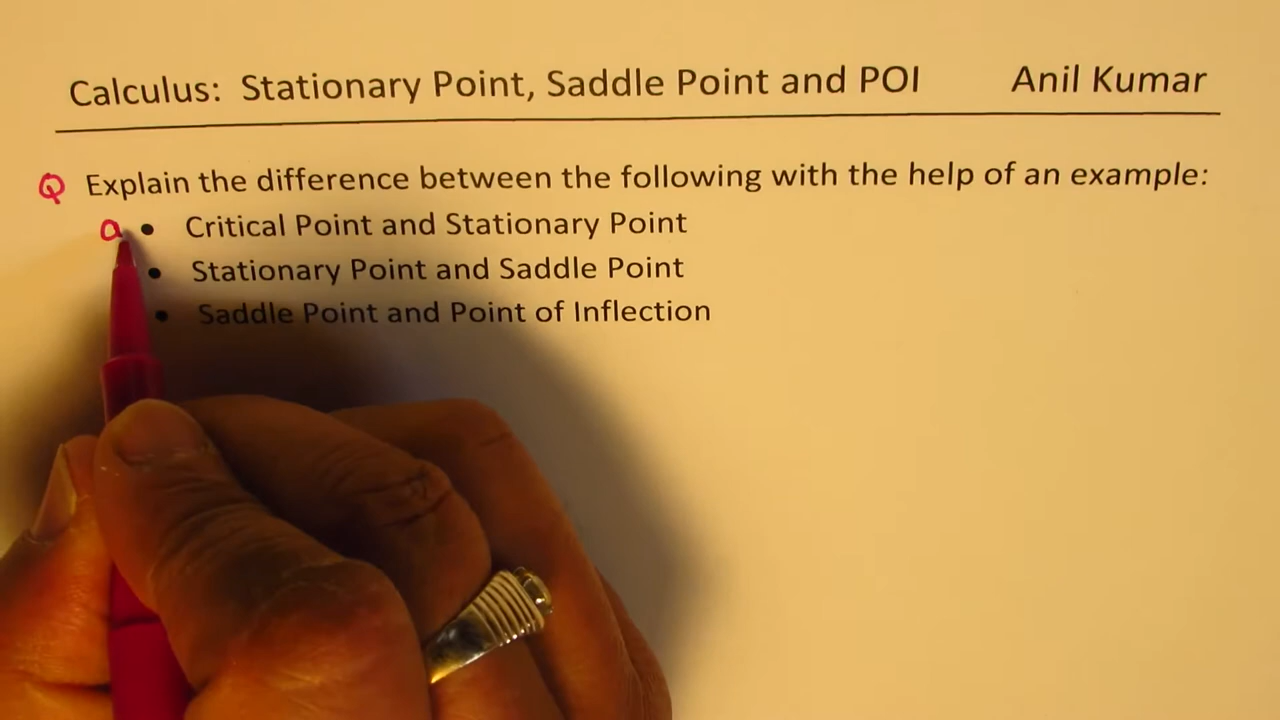 Calculus: Stationary Point, Saddle Point and POI Anil Kumar
Q Explain the difference between the following with the help of an example:
a • Critical Point and Stationary Point
• Stationary Point and Saddle Point
• Saddle Point and Point of Inflection